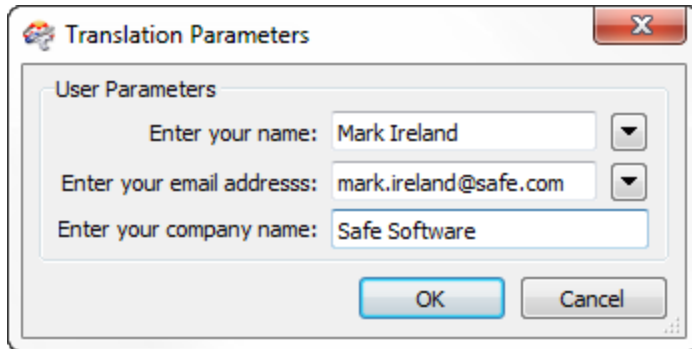 Translation Parameters
User Parameters
Enter your name: Mark Ireland
Enter your email addresss: mark.ireland@safe.com
Enter your company name: Safe Software
OK Cancel